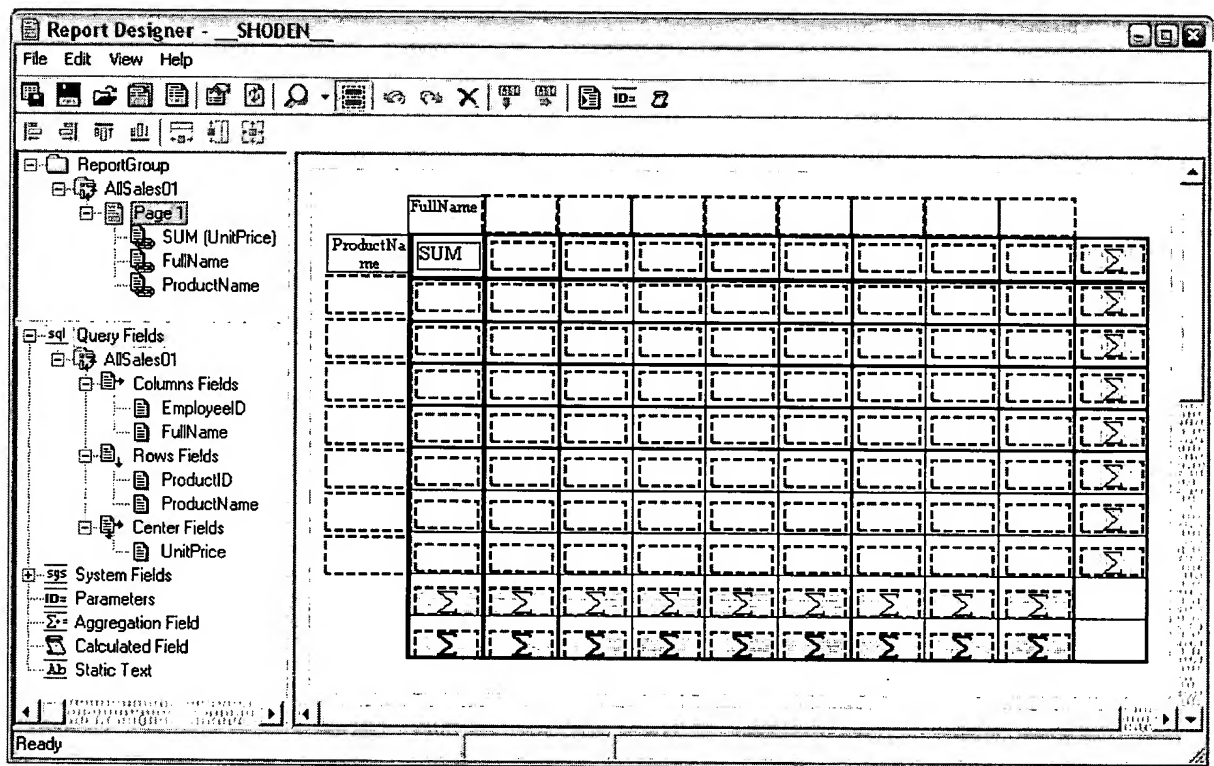 Report Designer - __SHODEN__
File Edit View Help
ID=
ReportGroup
AllSales01
Page 1
SUM (UnitPrice)
FullName
ProductName
sql Query Fields
AllSales01
Columns Fields
EmployeeID
FullName
Rows Fields
ProductID
ProductName
Center Fields
UnitPrice
sys System Fields
ID= Parameters
Σ= Aggregation Field
Calculated Field
Ab Static Text
FullName
ProductNa
me
SUM
Σ
Σ
Σ
Σ
Σ
Σ
Σ
Σ
Σ Σ Σ Σ Σ Σ Σ Σ Σ
Σ Σ Σ Σ Σ Σ Σ Σ Σ
Ready